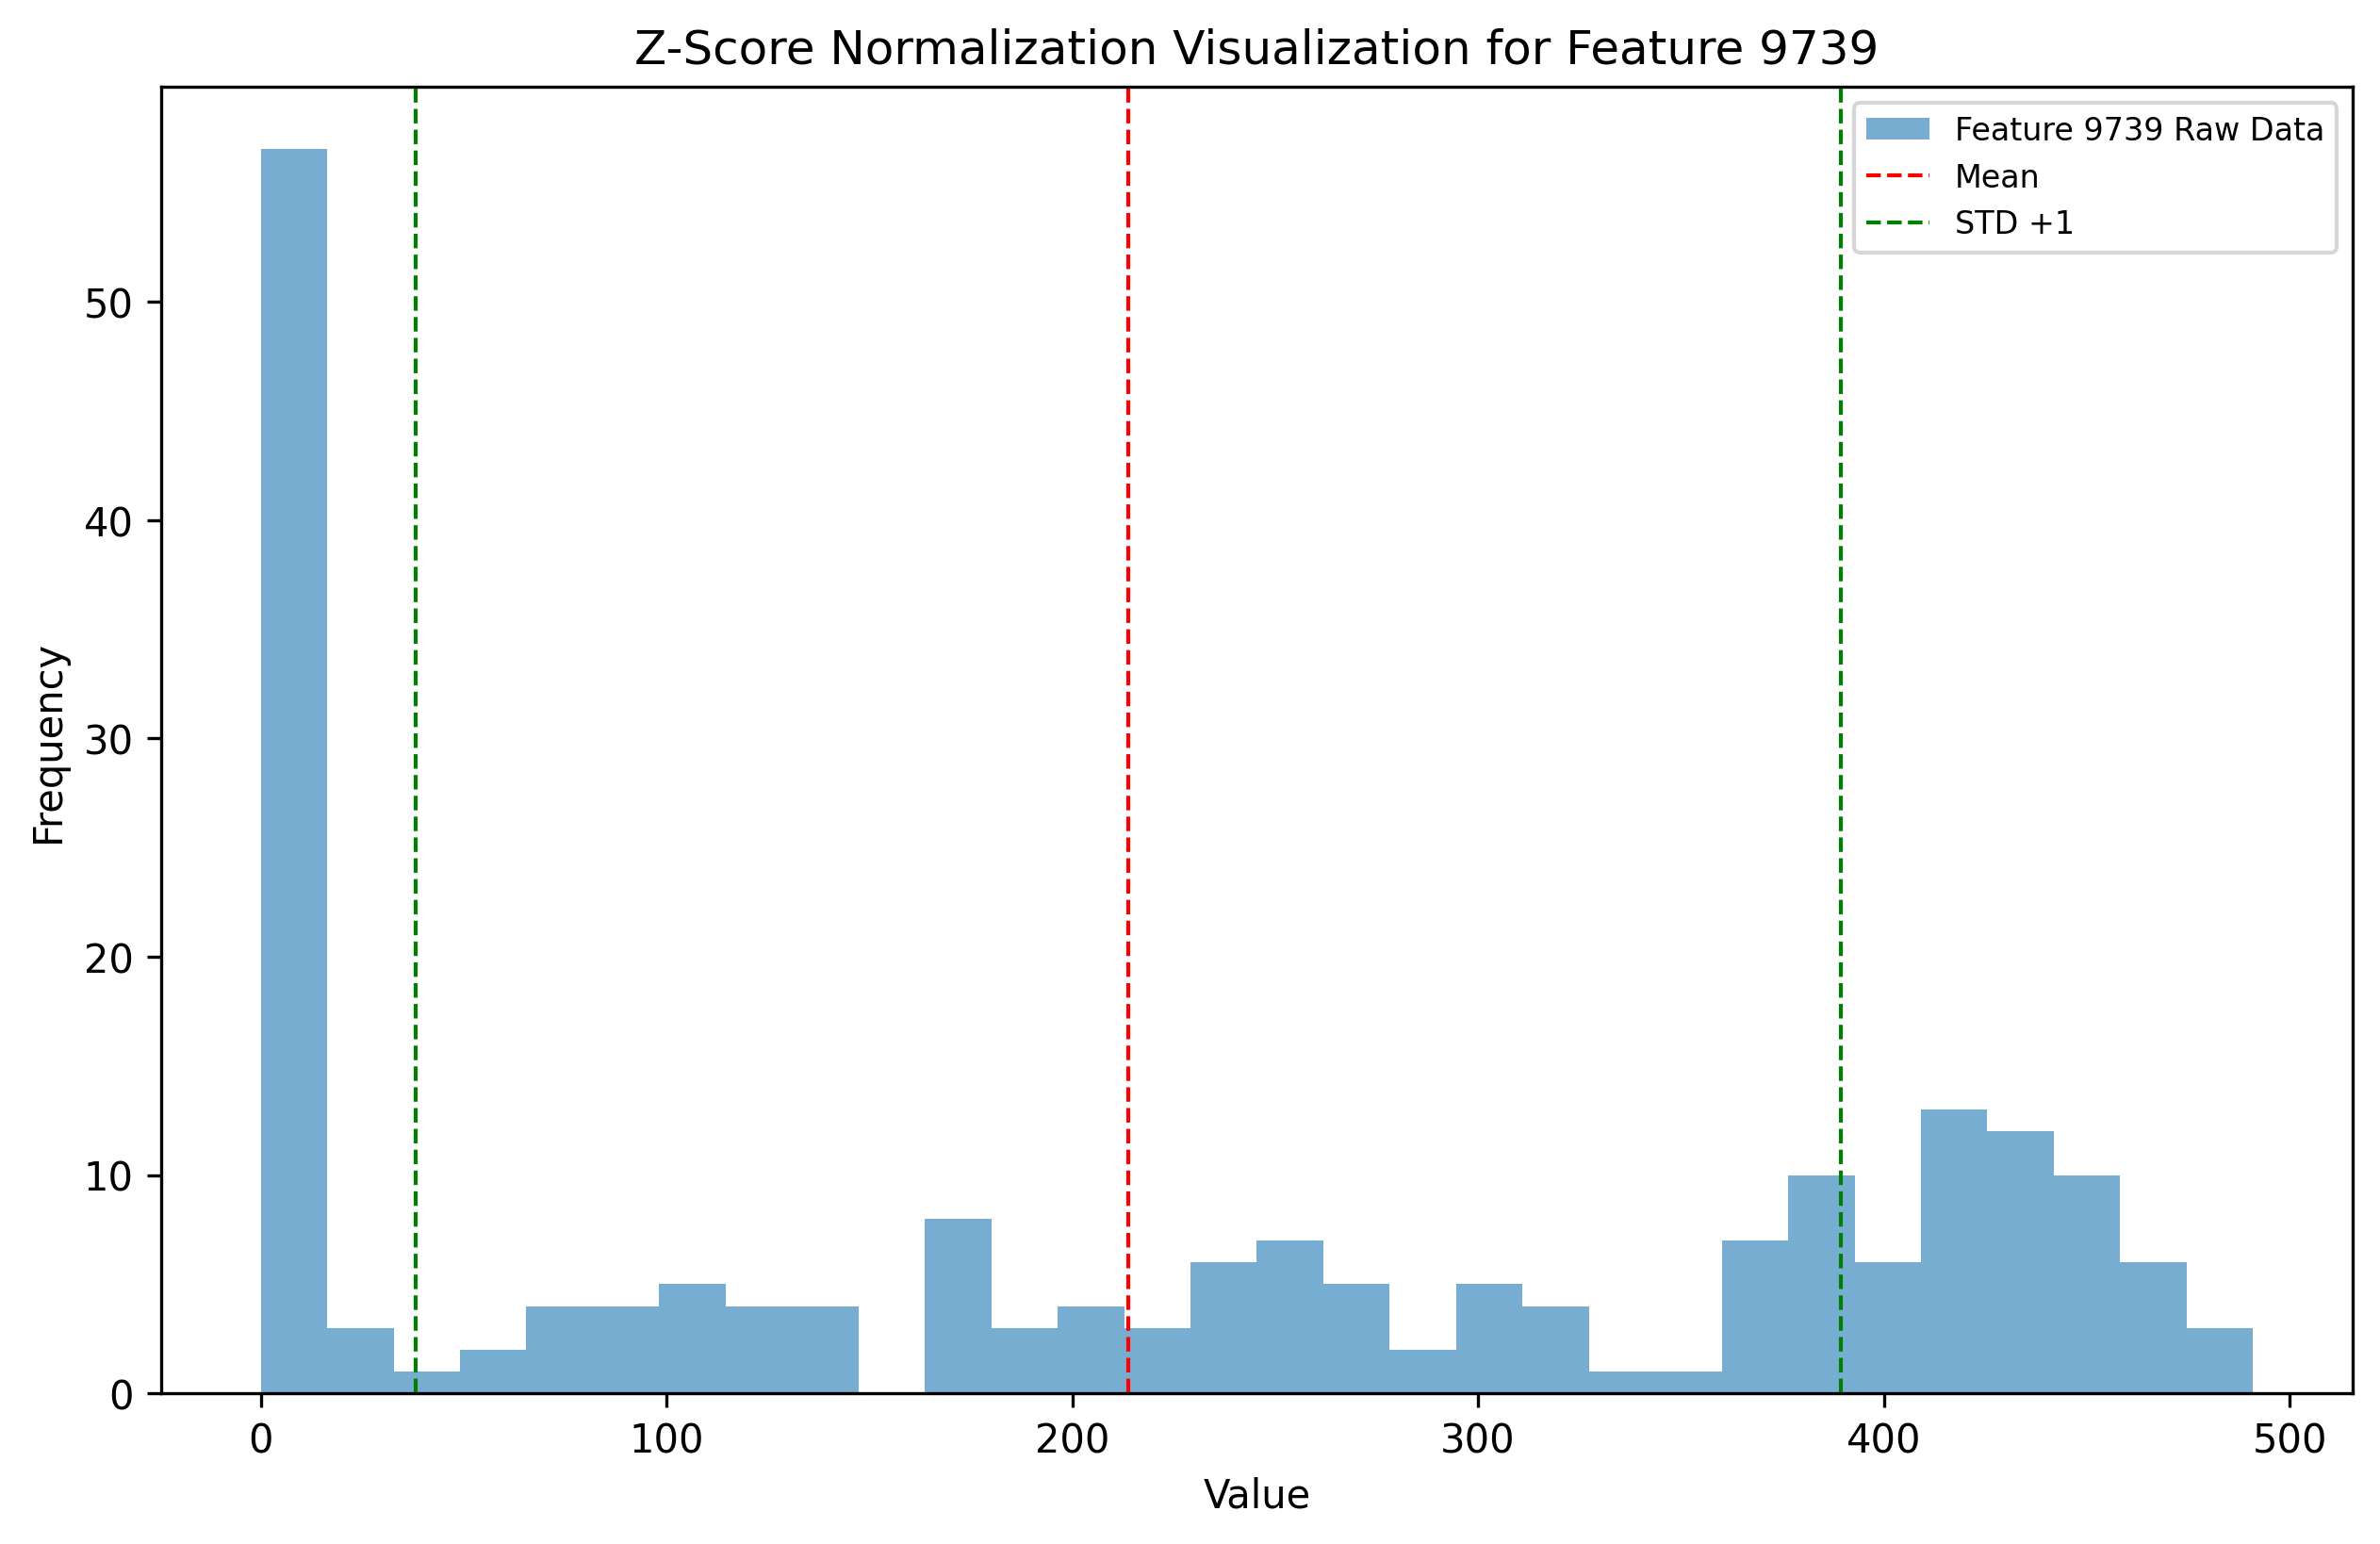 Z-Score Normalization Visualization for Feature 9739
Feature 9739 Raw Data
Mean
STD +1
Frequency
50
40
30
20
10
0
0 100 200 300 400 500
Value